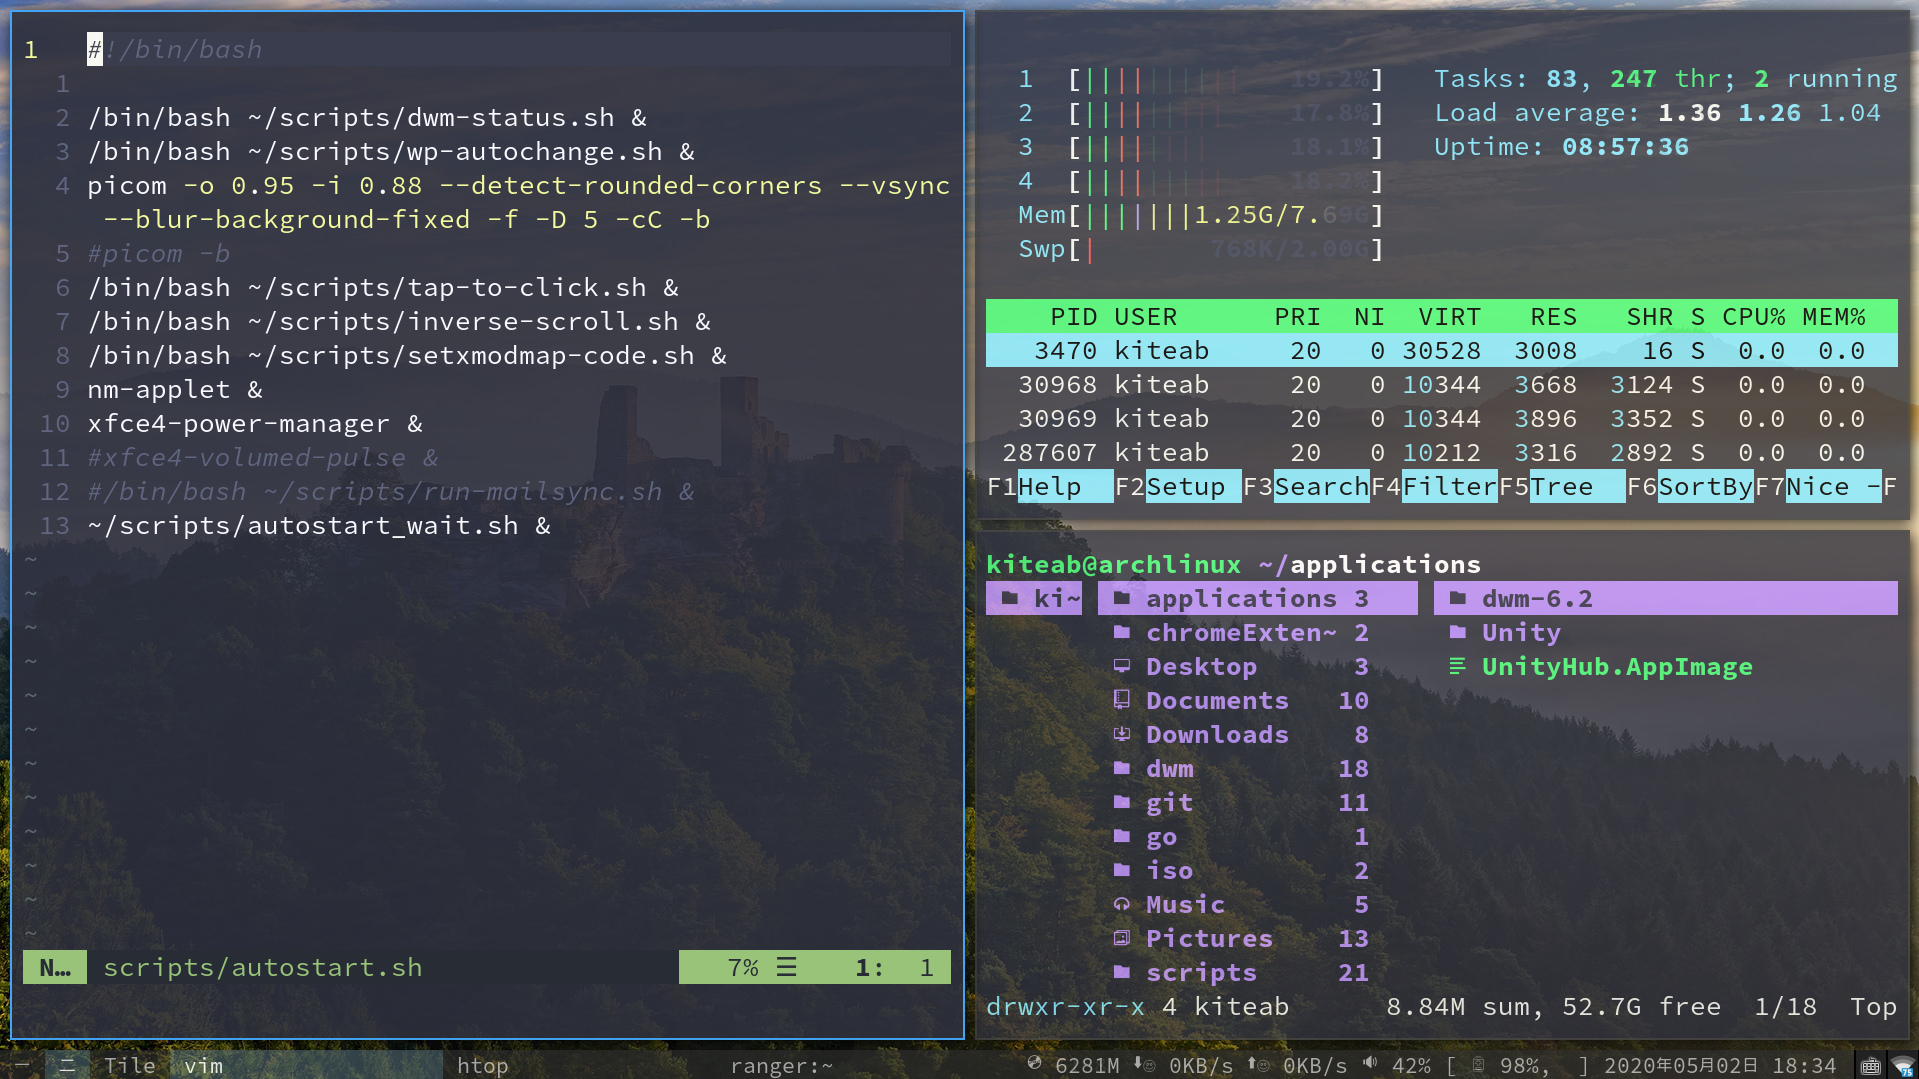 1 #!/bin/bash
1
2 /bin/bash ~/scripts/dwm-status.sh &
3 /bin/bash ~/scripts/wp-autochange.sh &
4 picom -o 0.95 -i 0.88 --detect-rounded-corners --vsync
--blur-background-fixed -f -D 5 -cC -b
5 #picom -b
6 /bin/bash ~/scripts/tap-to-click.sh &
7 /bin/bash ~/scripts/inverse-scroll.sh &
8 /bin/bash ~/scripts/setxmodmap-code.sh &
9 nm-applet &
10 xfce4-power-manager &
11 #xfce4-volumed-pulse &
12 #/bin/bash ~/scripts/run-mailsync.sh &
13 ~/scripts/autostart_wait.sh &
~
~
~
~
~
~
~
~
~
~
~
~
N… scripts/autostart.sh 7% ☰ 1: 1
1 [|||||||||| 19.2%] Tasks: 83, 247 thr; 2 running
2 [||||||||| 17.8%] Load average: 1.36 1.26 1.04
3 [|||||||| 18.1%] Uptime: 08:57:36
4 [||||||||| 18.2%]
Mem[|||||||1.25G/7.69G]
Swp[| 768K/2.00G]
PID USER PRI NI VIRT RES SHR S CPU% MEM%
3470 kiteab 20 0 30528 3008 16 S 0.0 0.0
30968 kiteab 20 0 10344 3668 3124 S 0.0 0.0
30969 kiteab 20 0 10344 3896 3352 S 0.0 0.0
287607 kiteab 20 0 10212 3316 2892 S 0.0 0.0
F1Help F2Setup F3SearchF4FilterF5Tree F6SortByF7Nice -F
kiteab@archlinux ~/applications
ki~ applications 3 dwm-6.2
chromeExten~ 2 Unity
Desktop 3 UnityHub.AppImage
Documents 10
Downloads 8
dwm 18
git 11
go 1
iso 2
Music 5
Pictures 13
scripts 21
drwxr-xr-x 4 kiteab 8.84M sum, 52.7G free 1/18 Top
一 二 Tile vim htop ranger:~ 6281M 0KB/s 0KB/s 42% [ 98%, ] 2020年05月02日 18:34 75